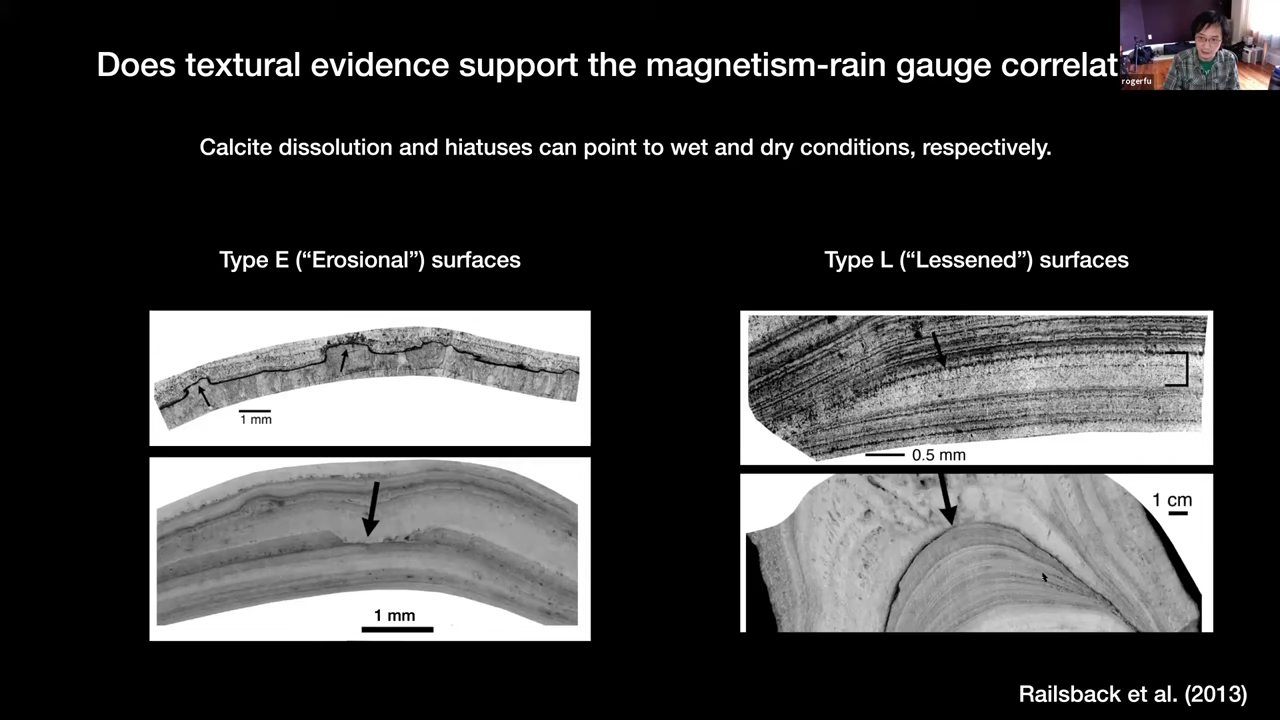 Does textural evidence support the magnetism-rain gauge correlat
rogerfu
Calcite dissolution and hiatuses can point to wet and dry conditions, respectively.
Type E (“Erosional”) surfaces
Type L (“Lessened”) surfaces
1 mm
0.5 mm
1 cm
1 mm
Railsback et al. (2013)